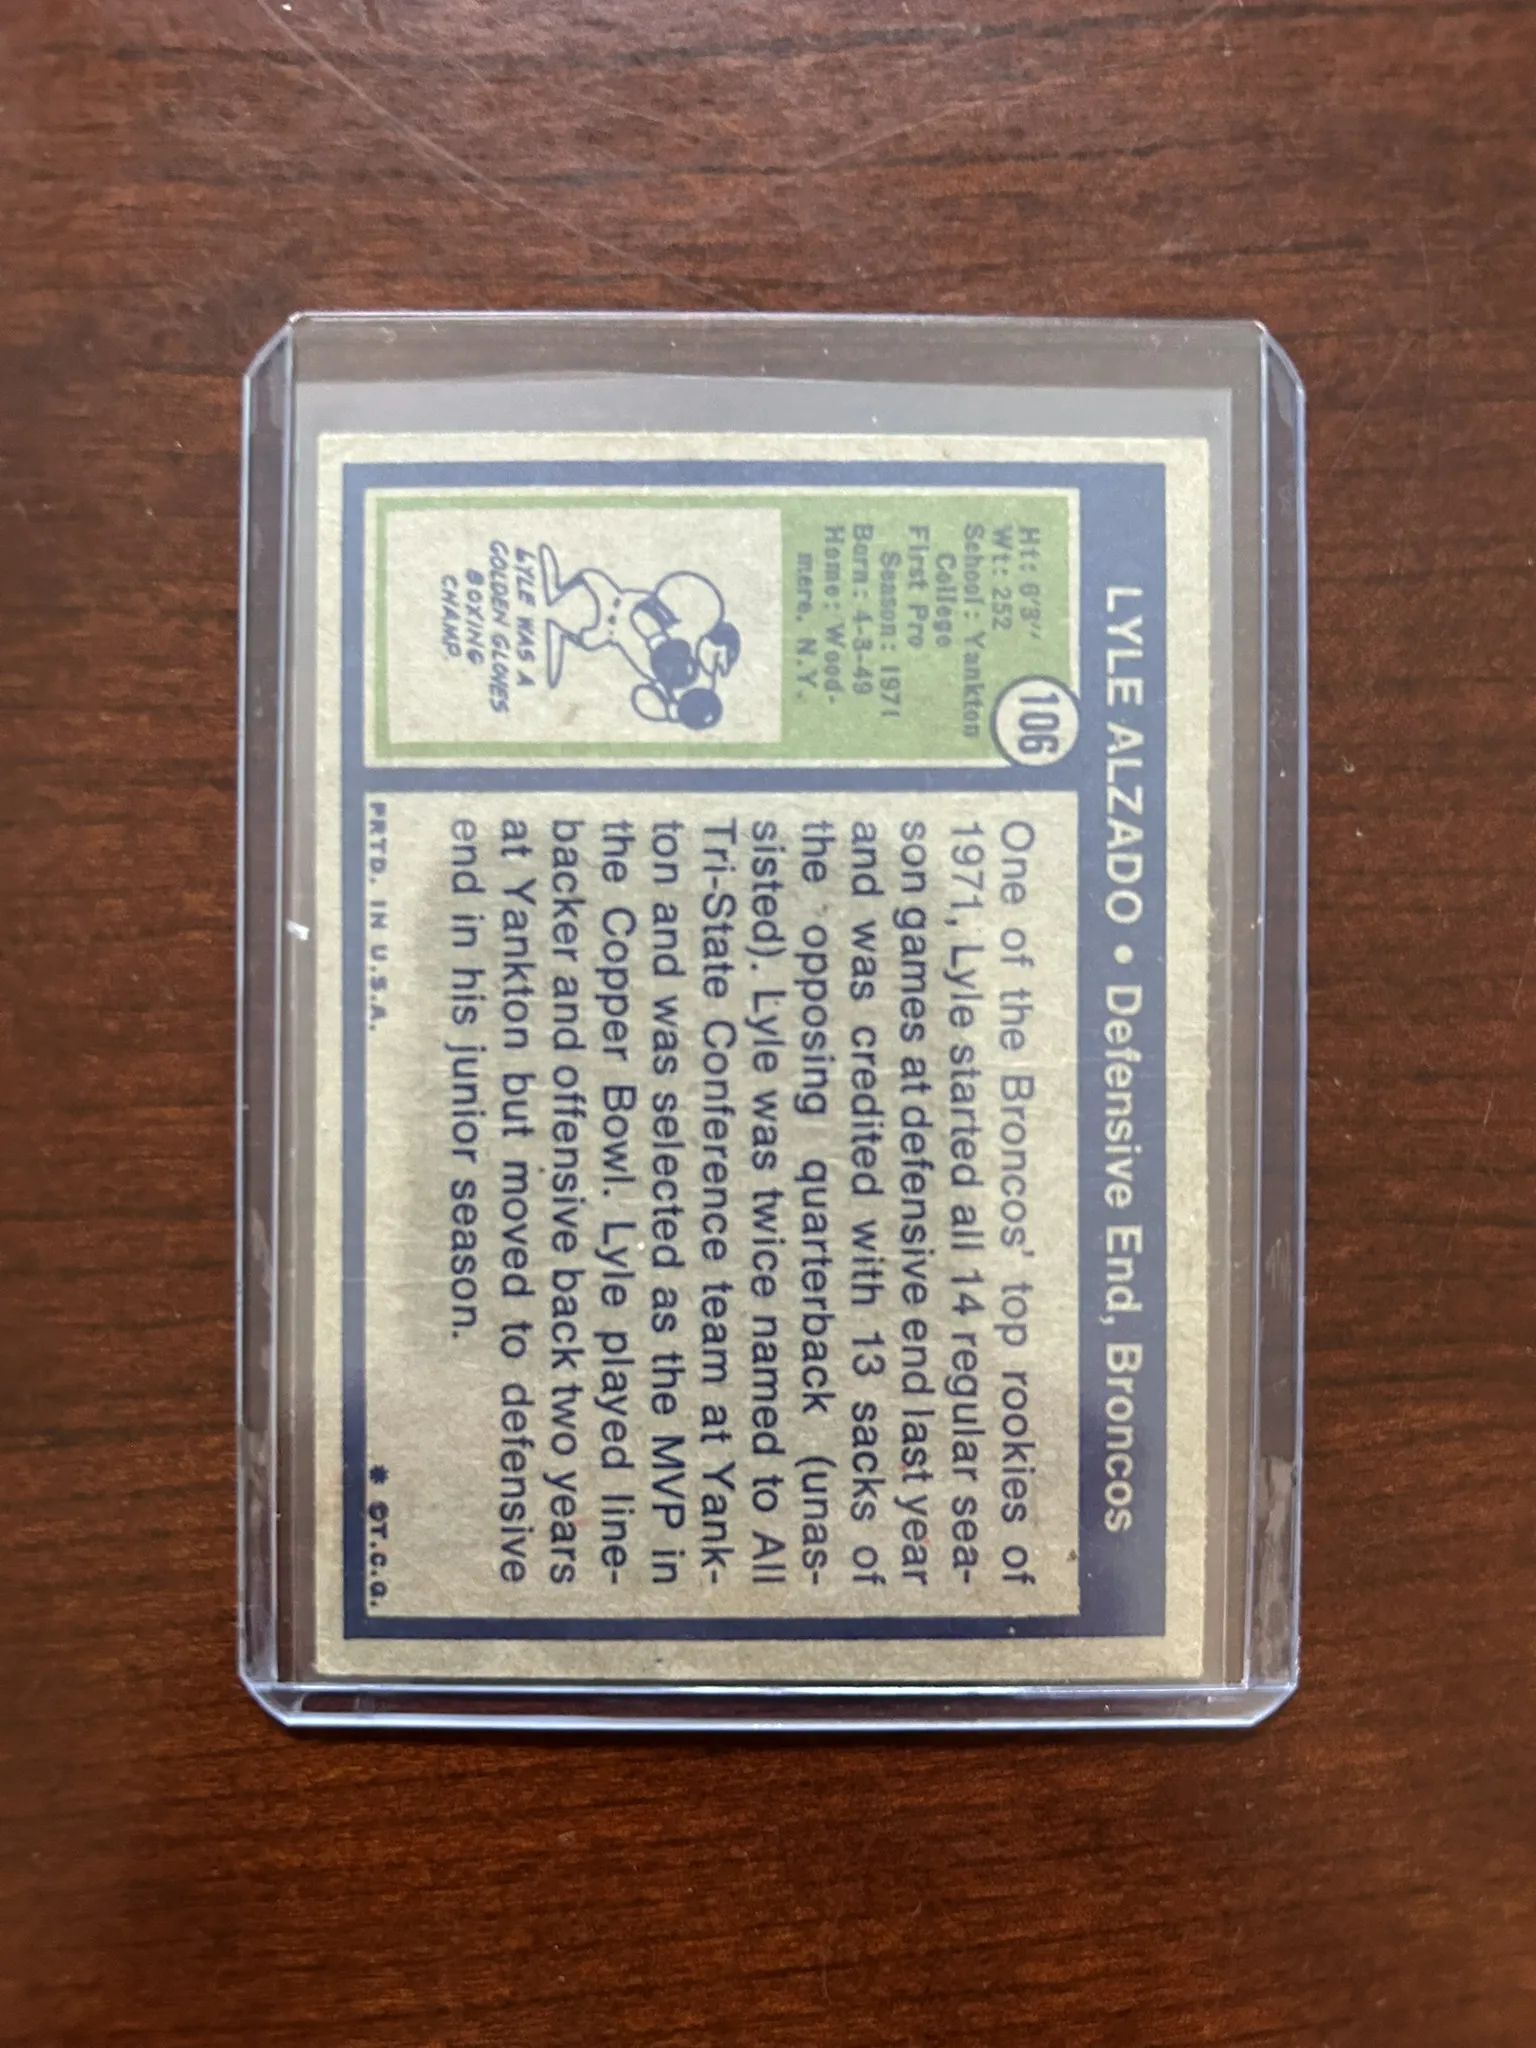 LYLE ALZADO • Defensive End, Broncos
106
Ht: 6'3"
Wt: 252
School: Yankton
College
First Pro
Season: 1971
Born: 4-3-49
Home: Wood-
mere, N.Y.
LYLE WAS A
GOLDEN GLOVES
BOXING
CHAMP.
One of the Broncos' top rookies of
1971, Lyle started all 14 regular sea-
son games at defensive end last year
and was credited with 13 sacks of
the opposing quarterback (unas-
sisted). Lyle was twice named to All
Tri-State Conference team at Yank-
ton and was selected as the MVP in
the Copper Bowl. Lyle played line-
backer and offensive back two years
at Yankton but moved to defensive
end in his junior season.
PRTD. IN U.S.A.
* ©T.C.G.